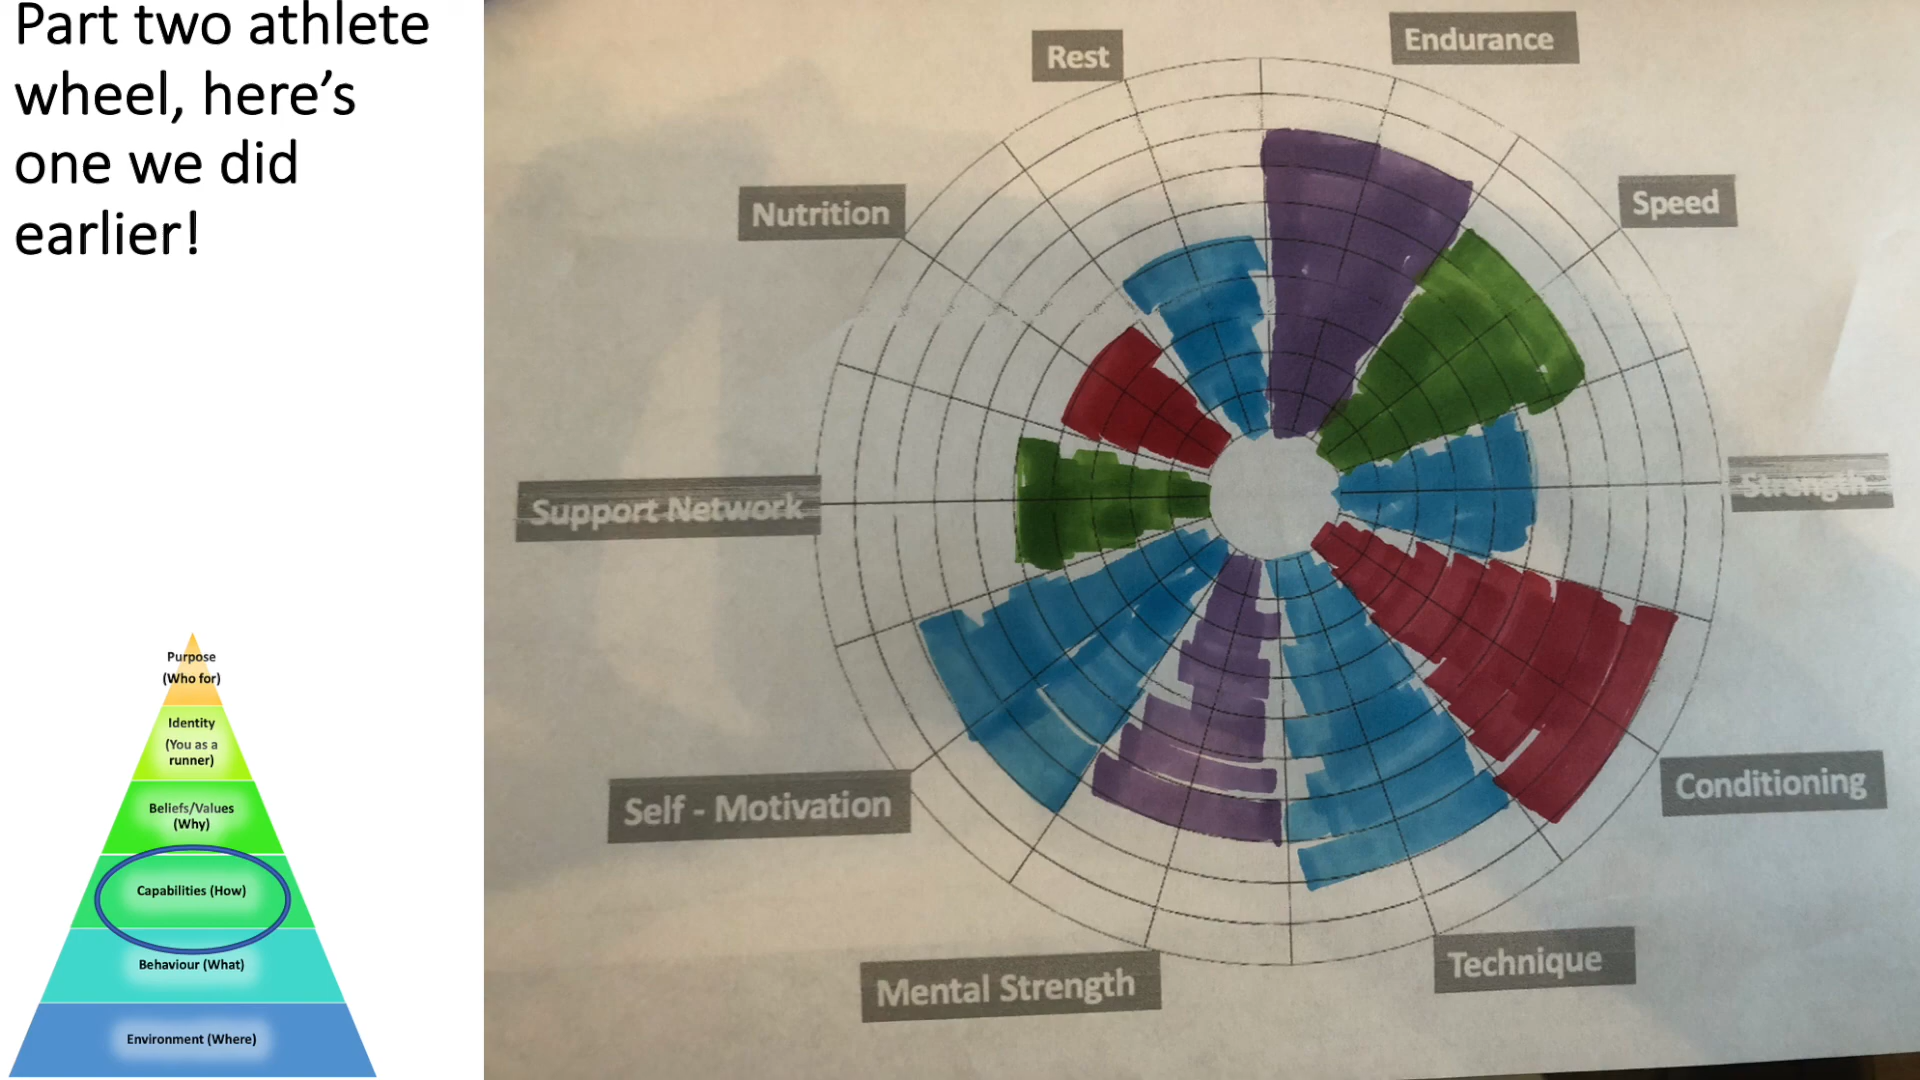 Part two athlete
wheel, here’s
one we did
earlier!
Purpose
(Who for)
Identity
(You as a
runner)
Beliefs/Values
(Why)
Capabilities (How)
Behaviour (What)
Environment (Where)
Rest
Endurance
Nutrition
Speed
Support Network
Strength
Self - Motivation
Conditioning
Mental Strength
Technique